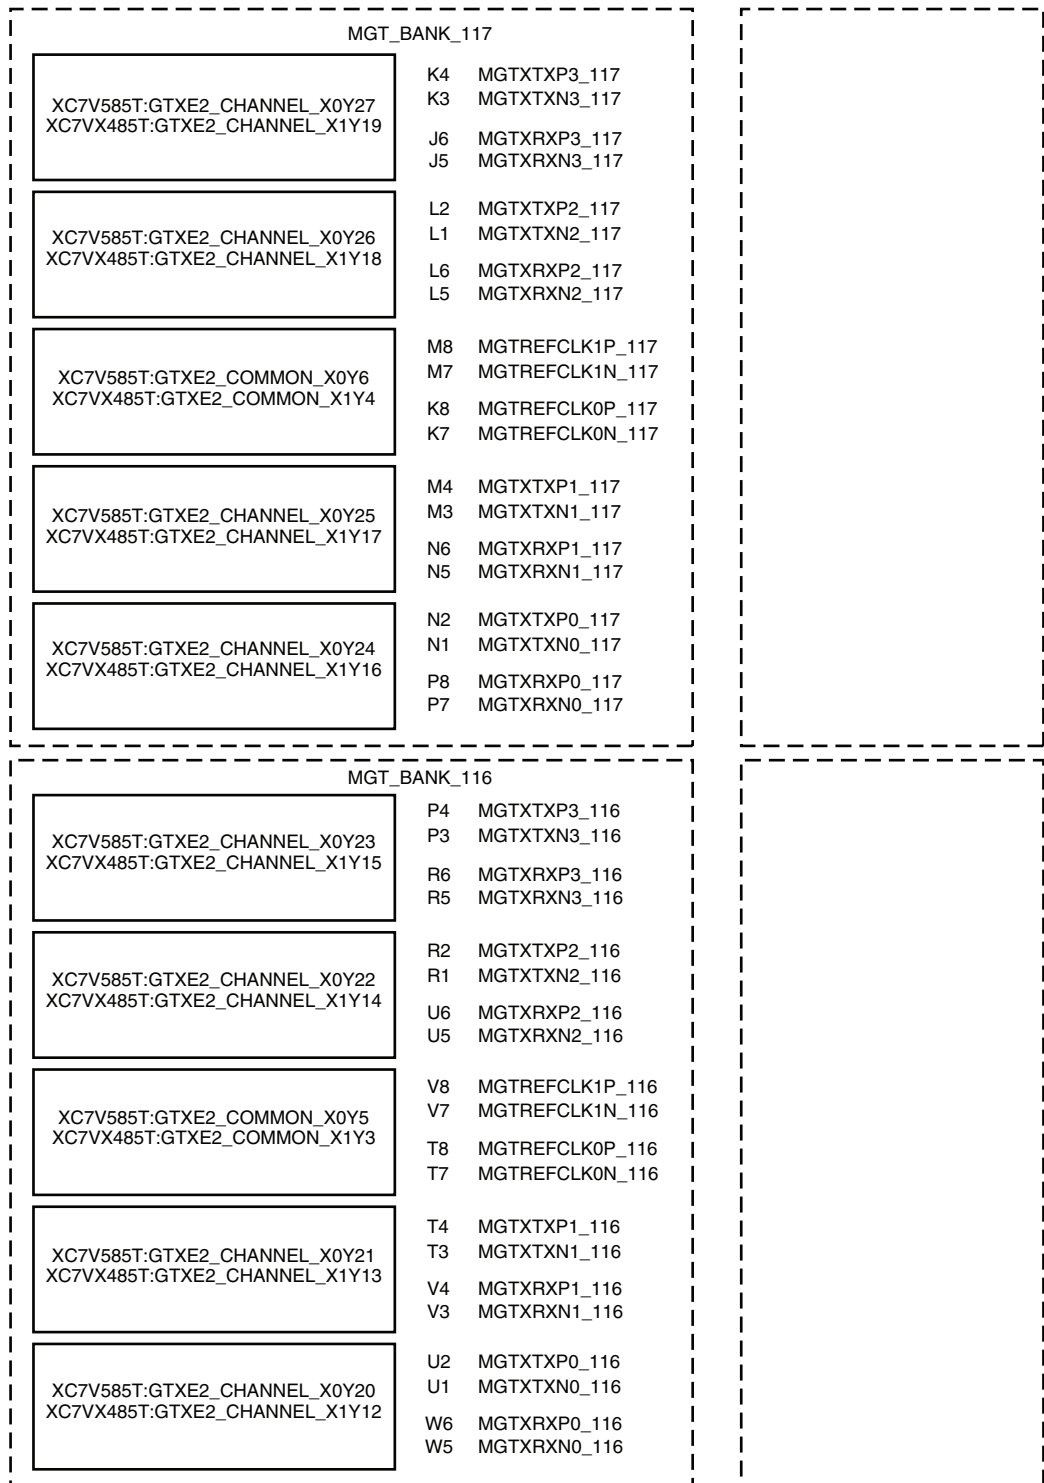 MGT_BANK_117
XC7V585T:GTXE2_CHANNEL_X0Y27
XC7VX485T:GTXE2_CHANNEL_X1Y19
K4 MGTXTXP3_117
K3 MGTXTXN3_117
J6 MGTXRXP3_117
J5 MGTXRXN3_117
XC7V585T:GTXE2_CHANNEL_X0Y26
XC7VX485T:GTXE2_CHANNEL_X1Y18
L2 MGTXTXP2_117
L1 MGTXTXN2_117
L6 MGTXRXP2_117
L5 MGTXRXN2_117
XC7V585T:GTXE2_COMMON_X0Y6
XC7VX485T:GTXE2_COMMON_X1Y4
M8 MGTREFCLK1P_117
M7 MGTREFCLK1N_117
K8 MGTREFCLK0P_117
K7 MGTREFCLK0N_117
XC7V585T:GTXE2_CHANNEL_X0Y25
XC7VX485T:GTXE2_CHANNEL_X1Y17
M4 MGTXTXP1_117
M3 MGTXTXN1_117
N6 MGTXRXP1_117
N5 MGTXRXN1_117
XC7V585T:GTXE2_CHANNEL_X0Y24
XC7VX485T:GTXE2_CHANNEL_X1Y16
N2 MGTXTXP0_117
N1 MGTXTXN0_117
P8 MGTXRXP0_117
P7 MGTXRXN0_117
MGT_BANK_116
XC7V585T:GTXE2_CHANNEL_X0Y23
XC7VX485T:GTXE2_CHANNEL_X1Y15
P4 MGTXTXP3_116
P3 MGTXTXN3_116
R6 MGTXRXP3_116
R5 MGTXRXN3_116
XC7V585T:GTXE2_CHANNEL_X0Y22
XC7VX485T:GTXE2_CHANNEL_X1Y14
R2 MGTXTXP2_116
R1 MGTXTXN2_116
U6 MGTXRXP2_116
U5 MGTXRXN2_116
XC7V585T:GTXE2_COMMON_X0Y5
XC7VX485T:GTXE2_COMMON_X1Y3
V8 MGTREFCLK1P_116
V7 MGTREFCLK1N_116
T8 MGTREFCLK0P_116
T7 MGTREFCLK0N_116
XC7V585T:GTXE2_CHANNEL_X0Y21
XC7VX485T:GTXE2_CHANNEL_X1Y13
T4 MGTXTXP1_116
T3 MGTXTXN1_116
V4 MGTXRXP1_116
V3 MGTXRXN1_116
XC7V585T:GTXE2_CHANNEL_X0Y20
XC7VX485T:GTXE2_CHANNEL_X1Y12
U2 MGTXTXP0_116
U1 MGTXTXN0_116
W6 MGTXRXP0_116
W5 MGTXRXN0_116